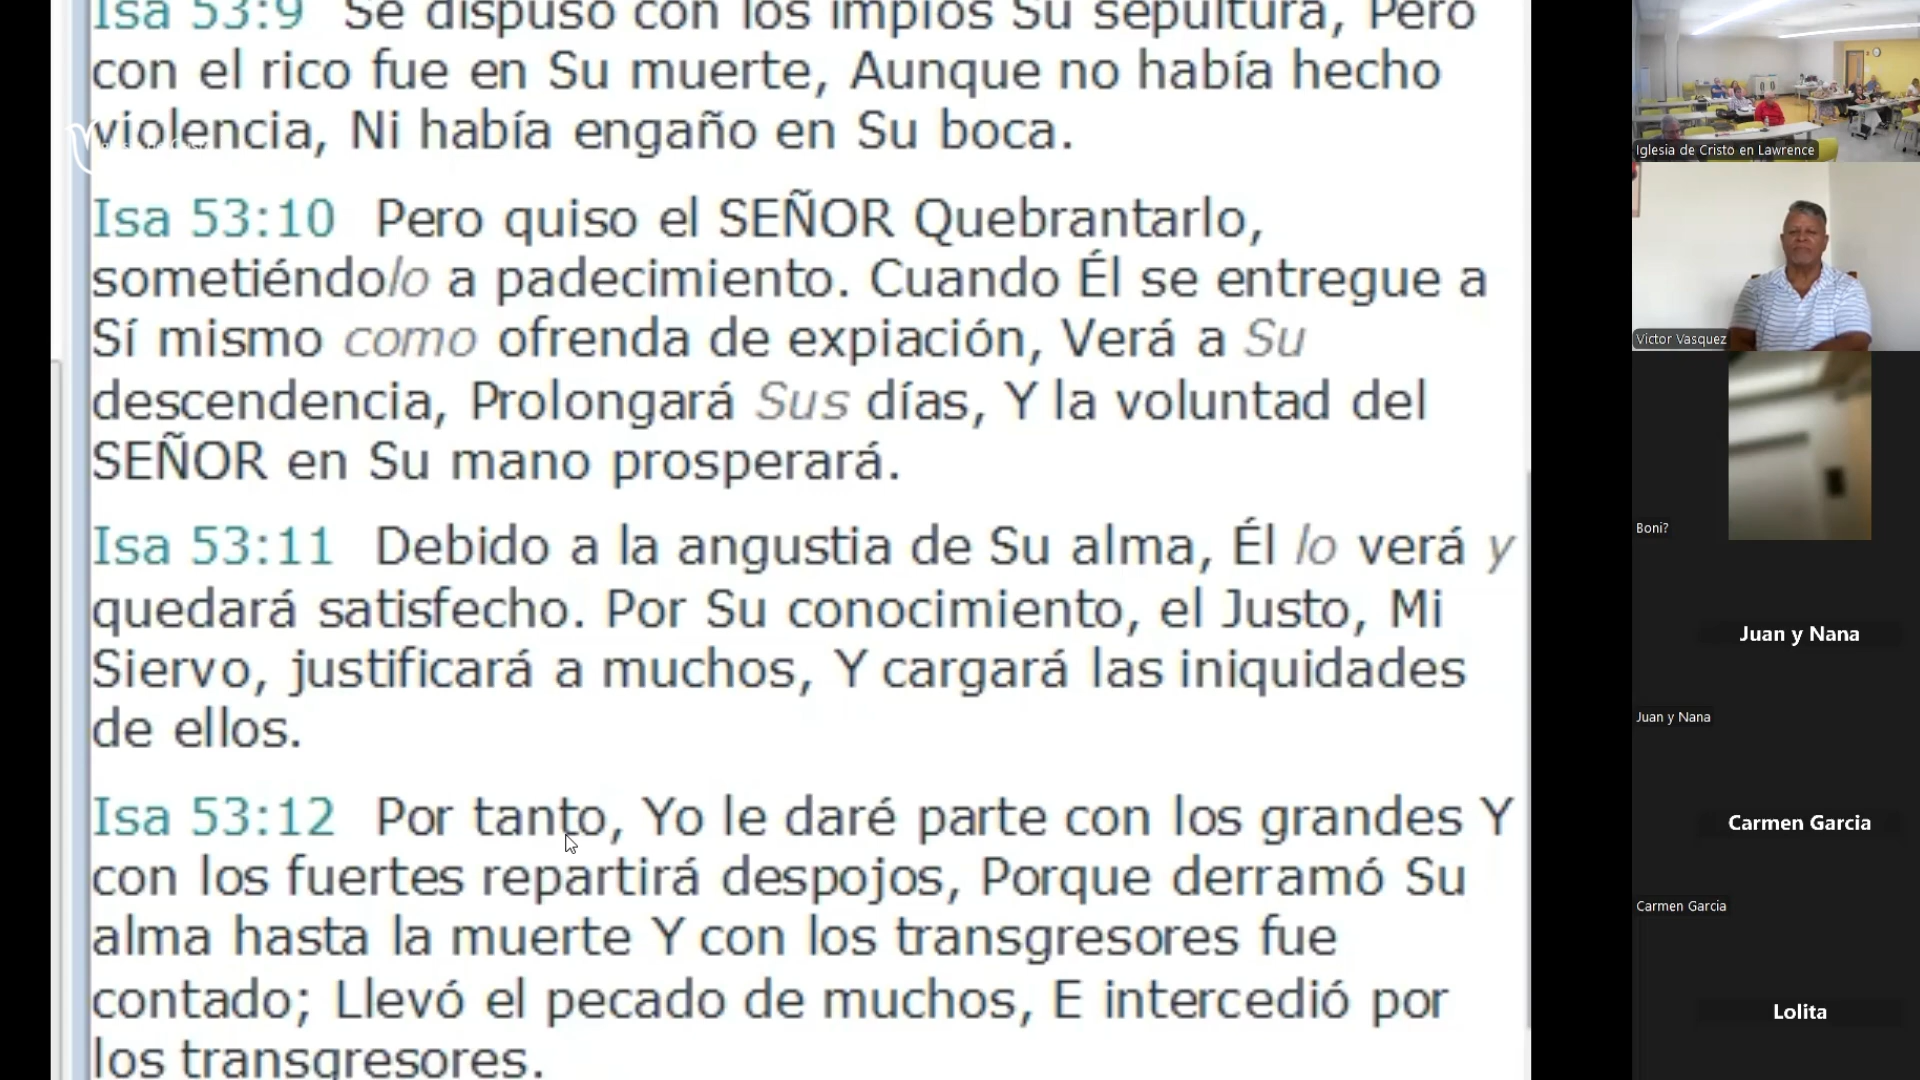 Isa 53:9 Se dispuso con los impíos Su sepultura, Pero
con el rico fue en Su muerte, Aunque no había hecho
violencia, Ni había engaño en Su boca.
Isa 53:10 Pero quiso el SEÑOR Quebrantarlo,
sometiéndolo a padecimiento. Cuando Él se entregue a
Sí mismo como ofrenda de expiación, Verá a Su
descendencia, Prolongará Sus días, Y la voluntad del
SEÑOR en Su mano prosperará.
Isa 53:11 Debido a la angustia de Su alma, Él lo verá y
quedará satisfecho. Por Su conocimiento, el Justo, Mi
Siervo, justificará a muchos, Y cargará las iniquidades
de ellos.
Isa 53:12 Por tanto, Yo le daré parte con los grandes Y
con los fuertes repartirá despojos, Porque derramó Su
alma hasta la muerte Y con los transgresores fue
contado; Llevó el pecado de muchos, E intercedió por
los transgresores.
Iglesia de Cristo en Lawrence
Victor Vasquez
Boni?
Juan y Nana
Juan y Nana
Carmen Garcia
Carmen Garcia
Lolita